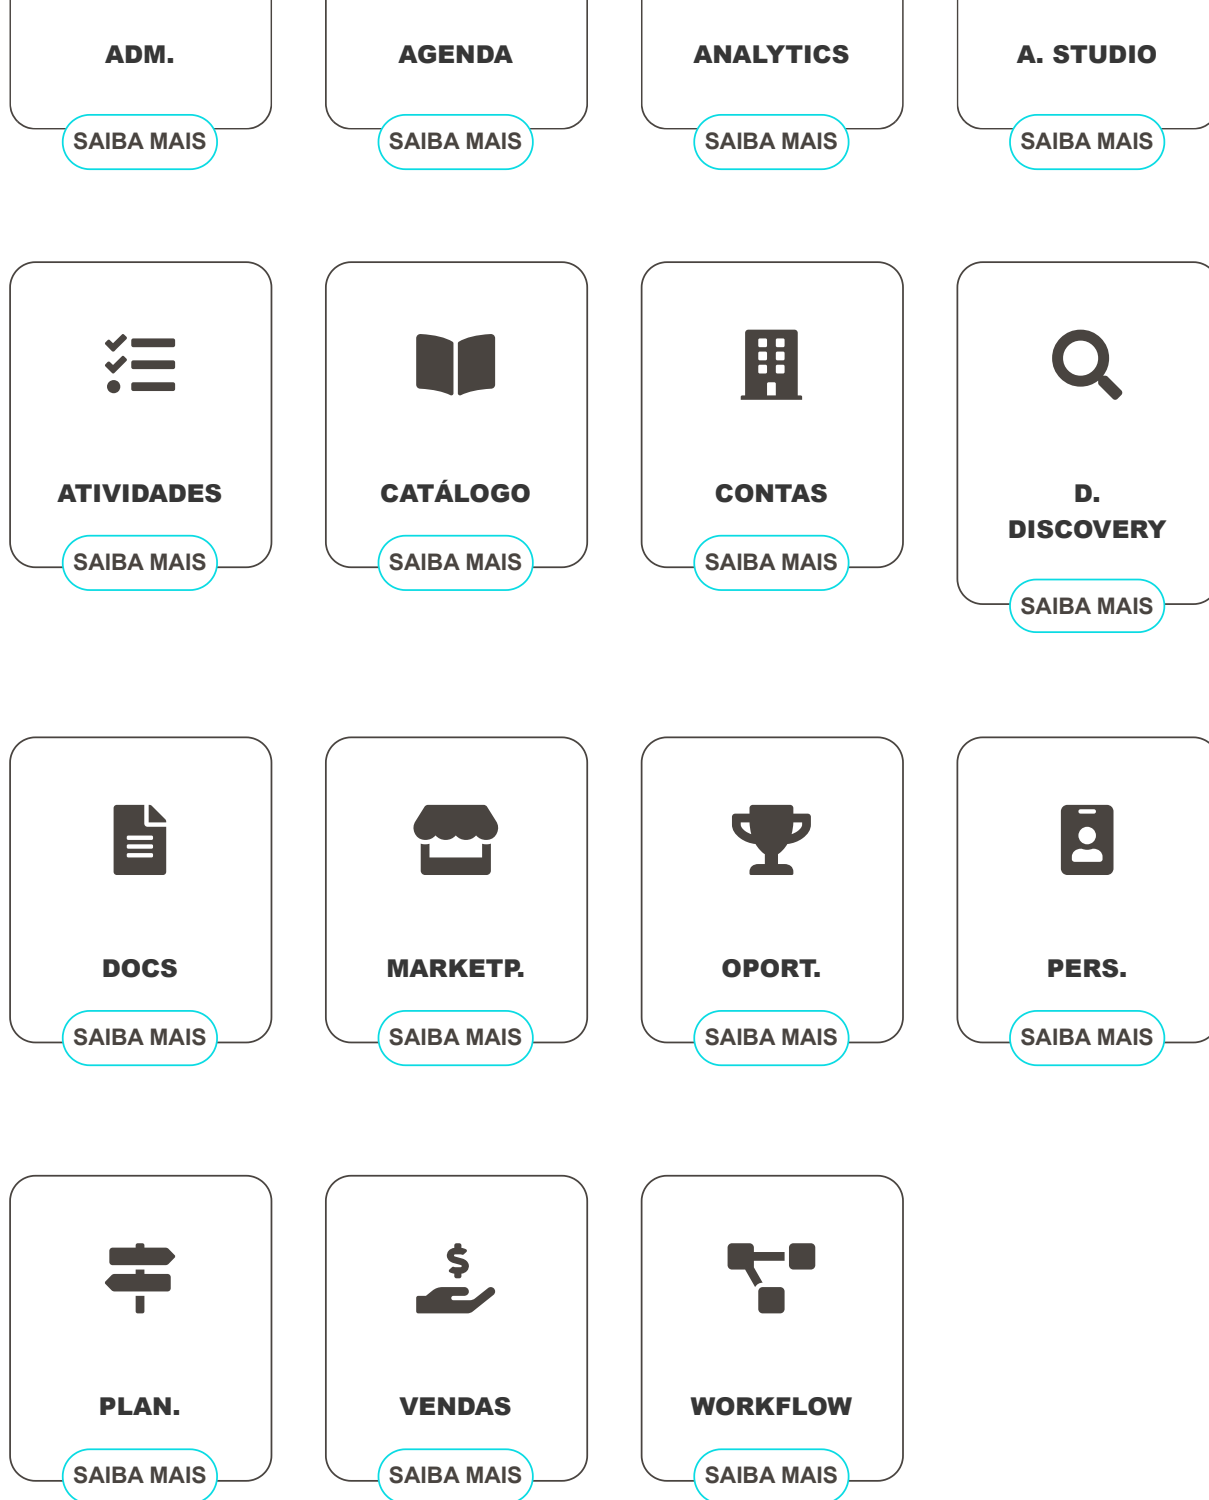 ADM.
AGENDA
ANALYTICS
A. STUDIO
SAIBA MAIS
SAIBA MAIS
SAIBA MAIS
SAIBA MAIS
ATIVIDADES
CATÁLOGO
CONTAS
D.
DISCOVERY
SAIBA MAIS
SAIBA MAIS
SAIBA MAIS
SAIBA MAIS
DOCS
MARKETP.
OPORT.
PERS.
SAIBA MAIS
SAIBA MAIS
SAIBA MAIS
SAIBA MAIS
PLAN.
$
VENDAS
WORKFLOW
SAIBA MAIS
SAIBA MAIS
SAIBA MAIS